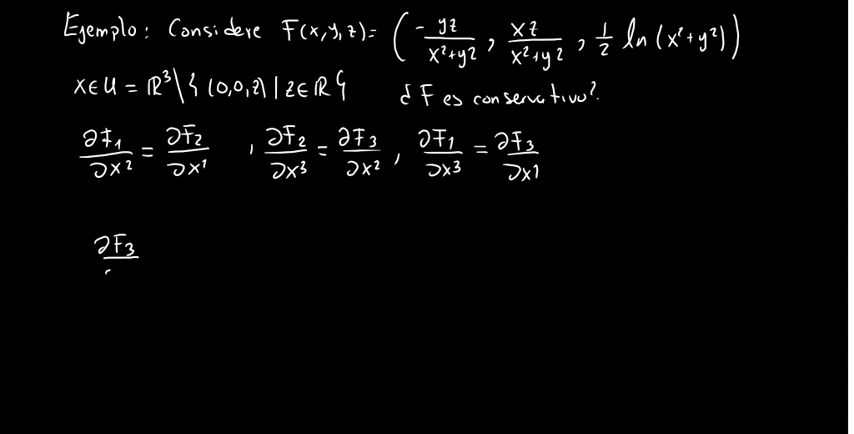 Ejemplo: Considere F(x,y,z)= ( -yz/(x²+y²) , xz/(x²+y²) , 1/2 ln(x²+y²) )
x∈U = ℝ³\{(0,0,z) | z∈ℝ} ¿F es conservativo?
∂F₁/∂x² = ∂F₂/∂x¹ , ∂F₂/∂x³ = ∂F₃/∂x² , ∂F₁/∂x³ = ∂F₃/∂x¹
∂F₃